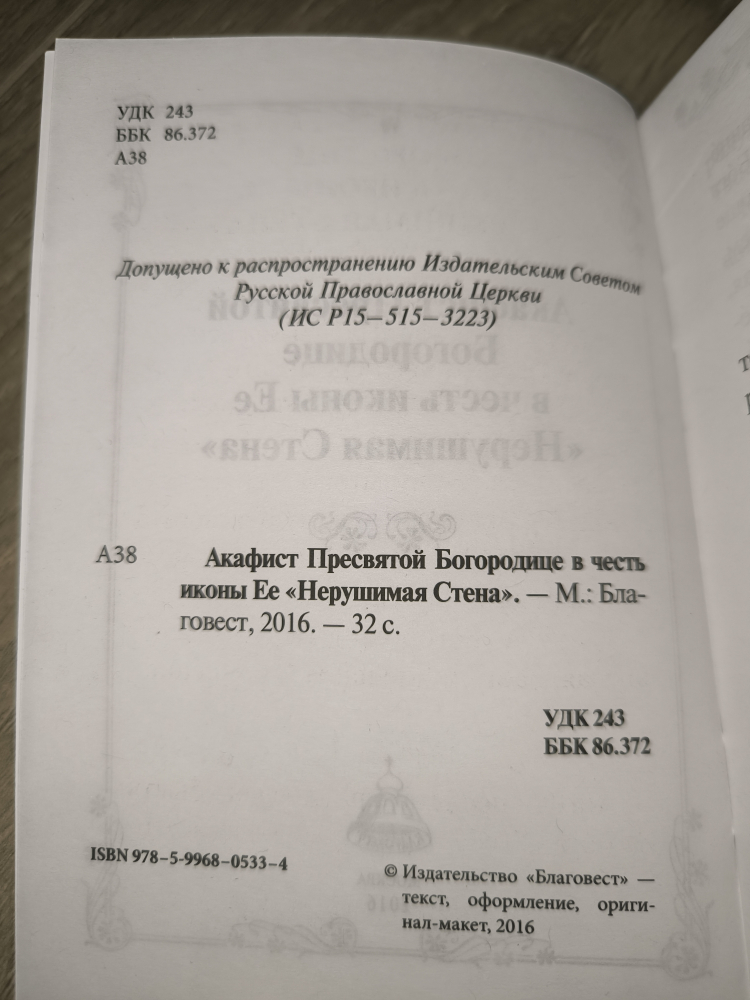 УДК 243
ББК 86.372
А38
Допущено к распространению Издательским Советом
Русской Православной Церкви
(ИС Р15–515–3223)
А38
Акафист Пресвятой Богородице в честь
иконы Ее «Нерушимая Стена». — М.: Бла-
говест, 2016. — 32 с.
УДК 243
ББК 86.372
ISBN 978–5–9968–0533–4
© Издательство «Благовест» —
текст, оформление, ориги-
нал-макет, 2016